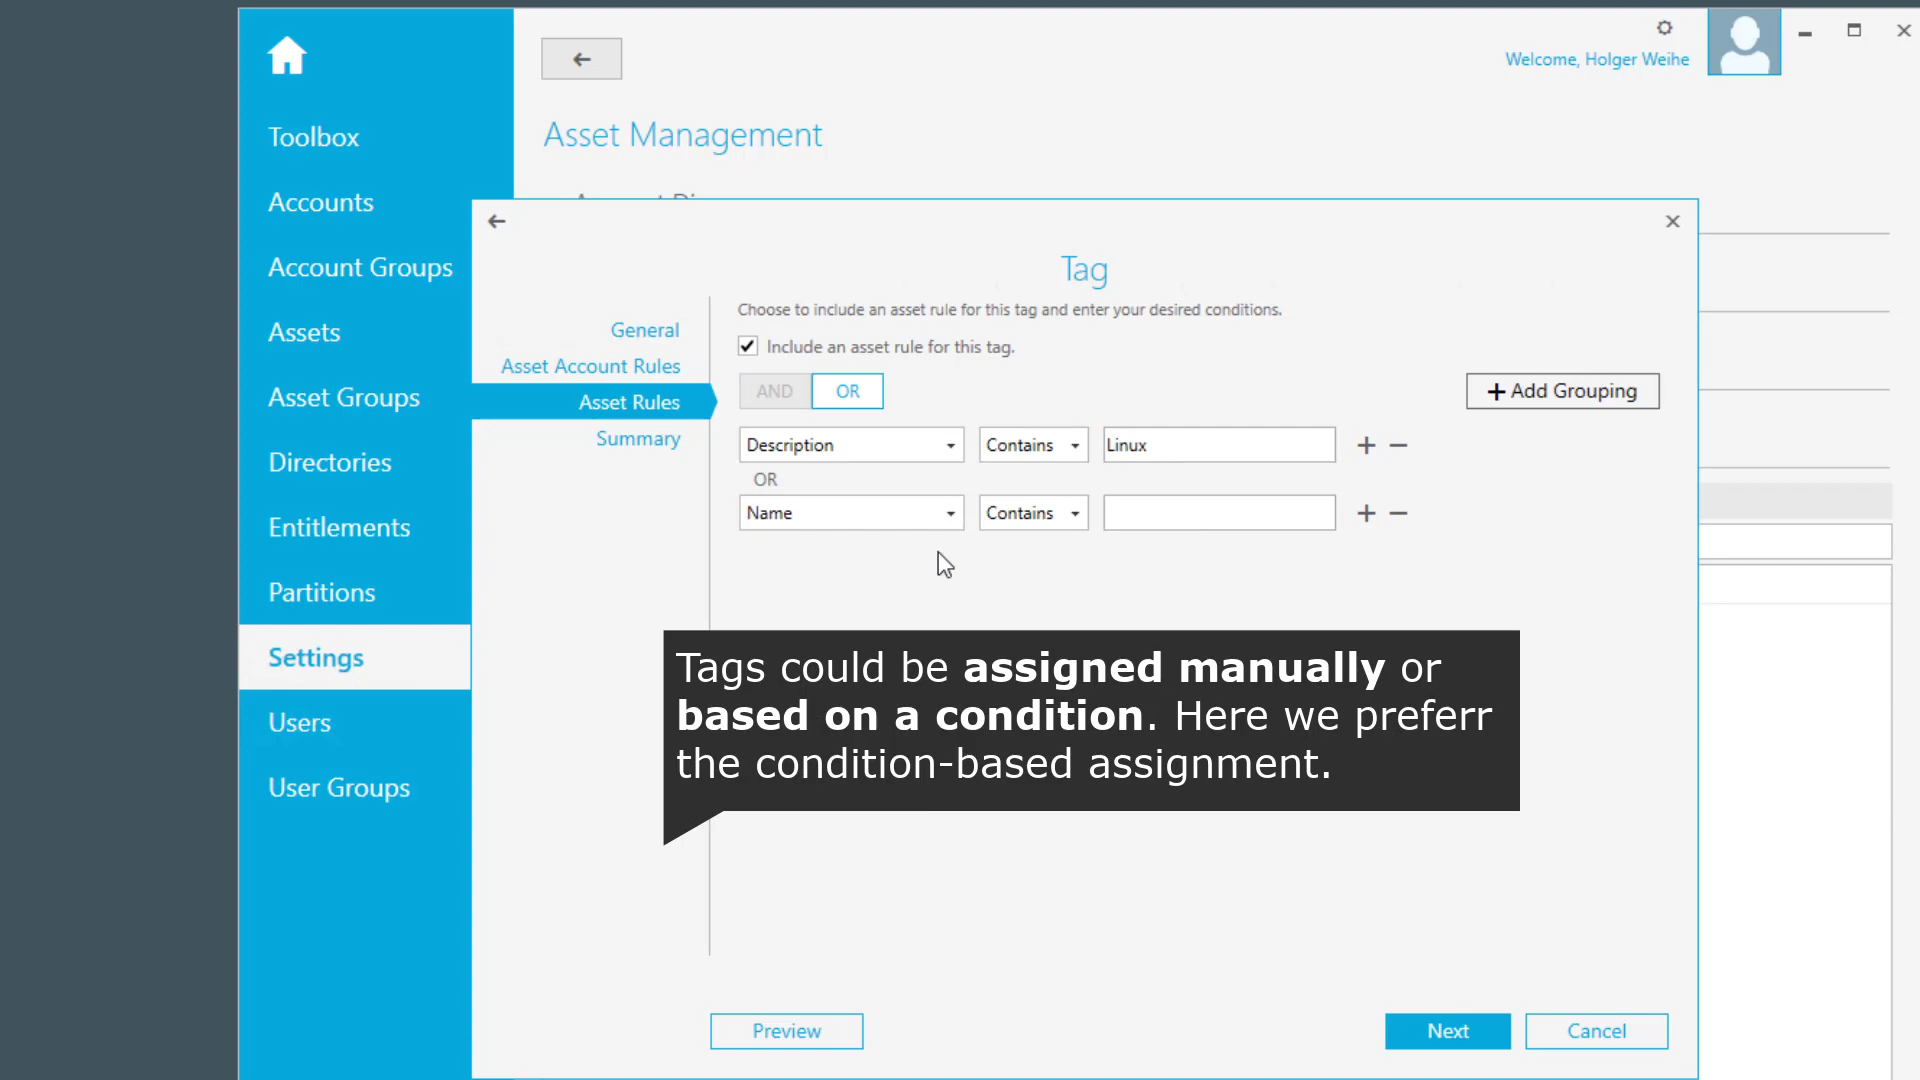 Welcome, Holger Weihe
Toolbox
Accounts
Account Groups
Assets
Asset Groups
Directories
Entitlements
Partitions
Settings
Users
User Groups
Asset Management
Tag
General
Asset Account Rules
Asset Rules
Summary
Choose to include an asset rule for this tag and enter your desired conditions.
Include an asset rule for this tag.
AND OR
+ Add Grouping
Description Contains Linux + −
OR
Name Contains + −
Tags could be assigned manually or
based on a condition. Here we preferr
the condition-based assignment.
Preview
Next
Cancel